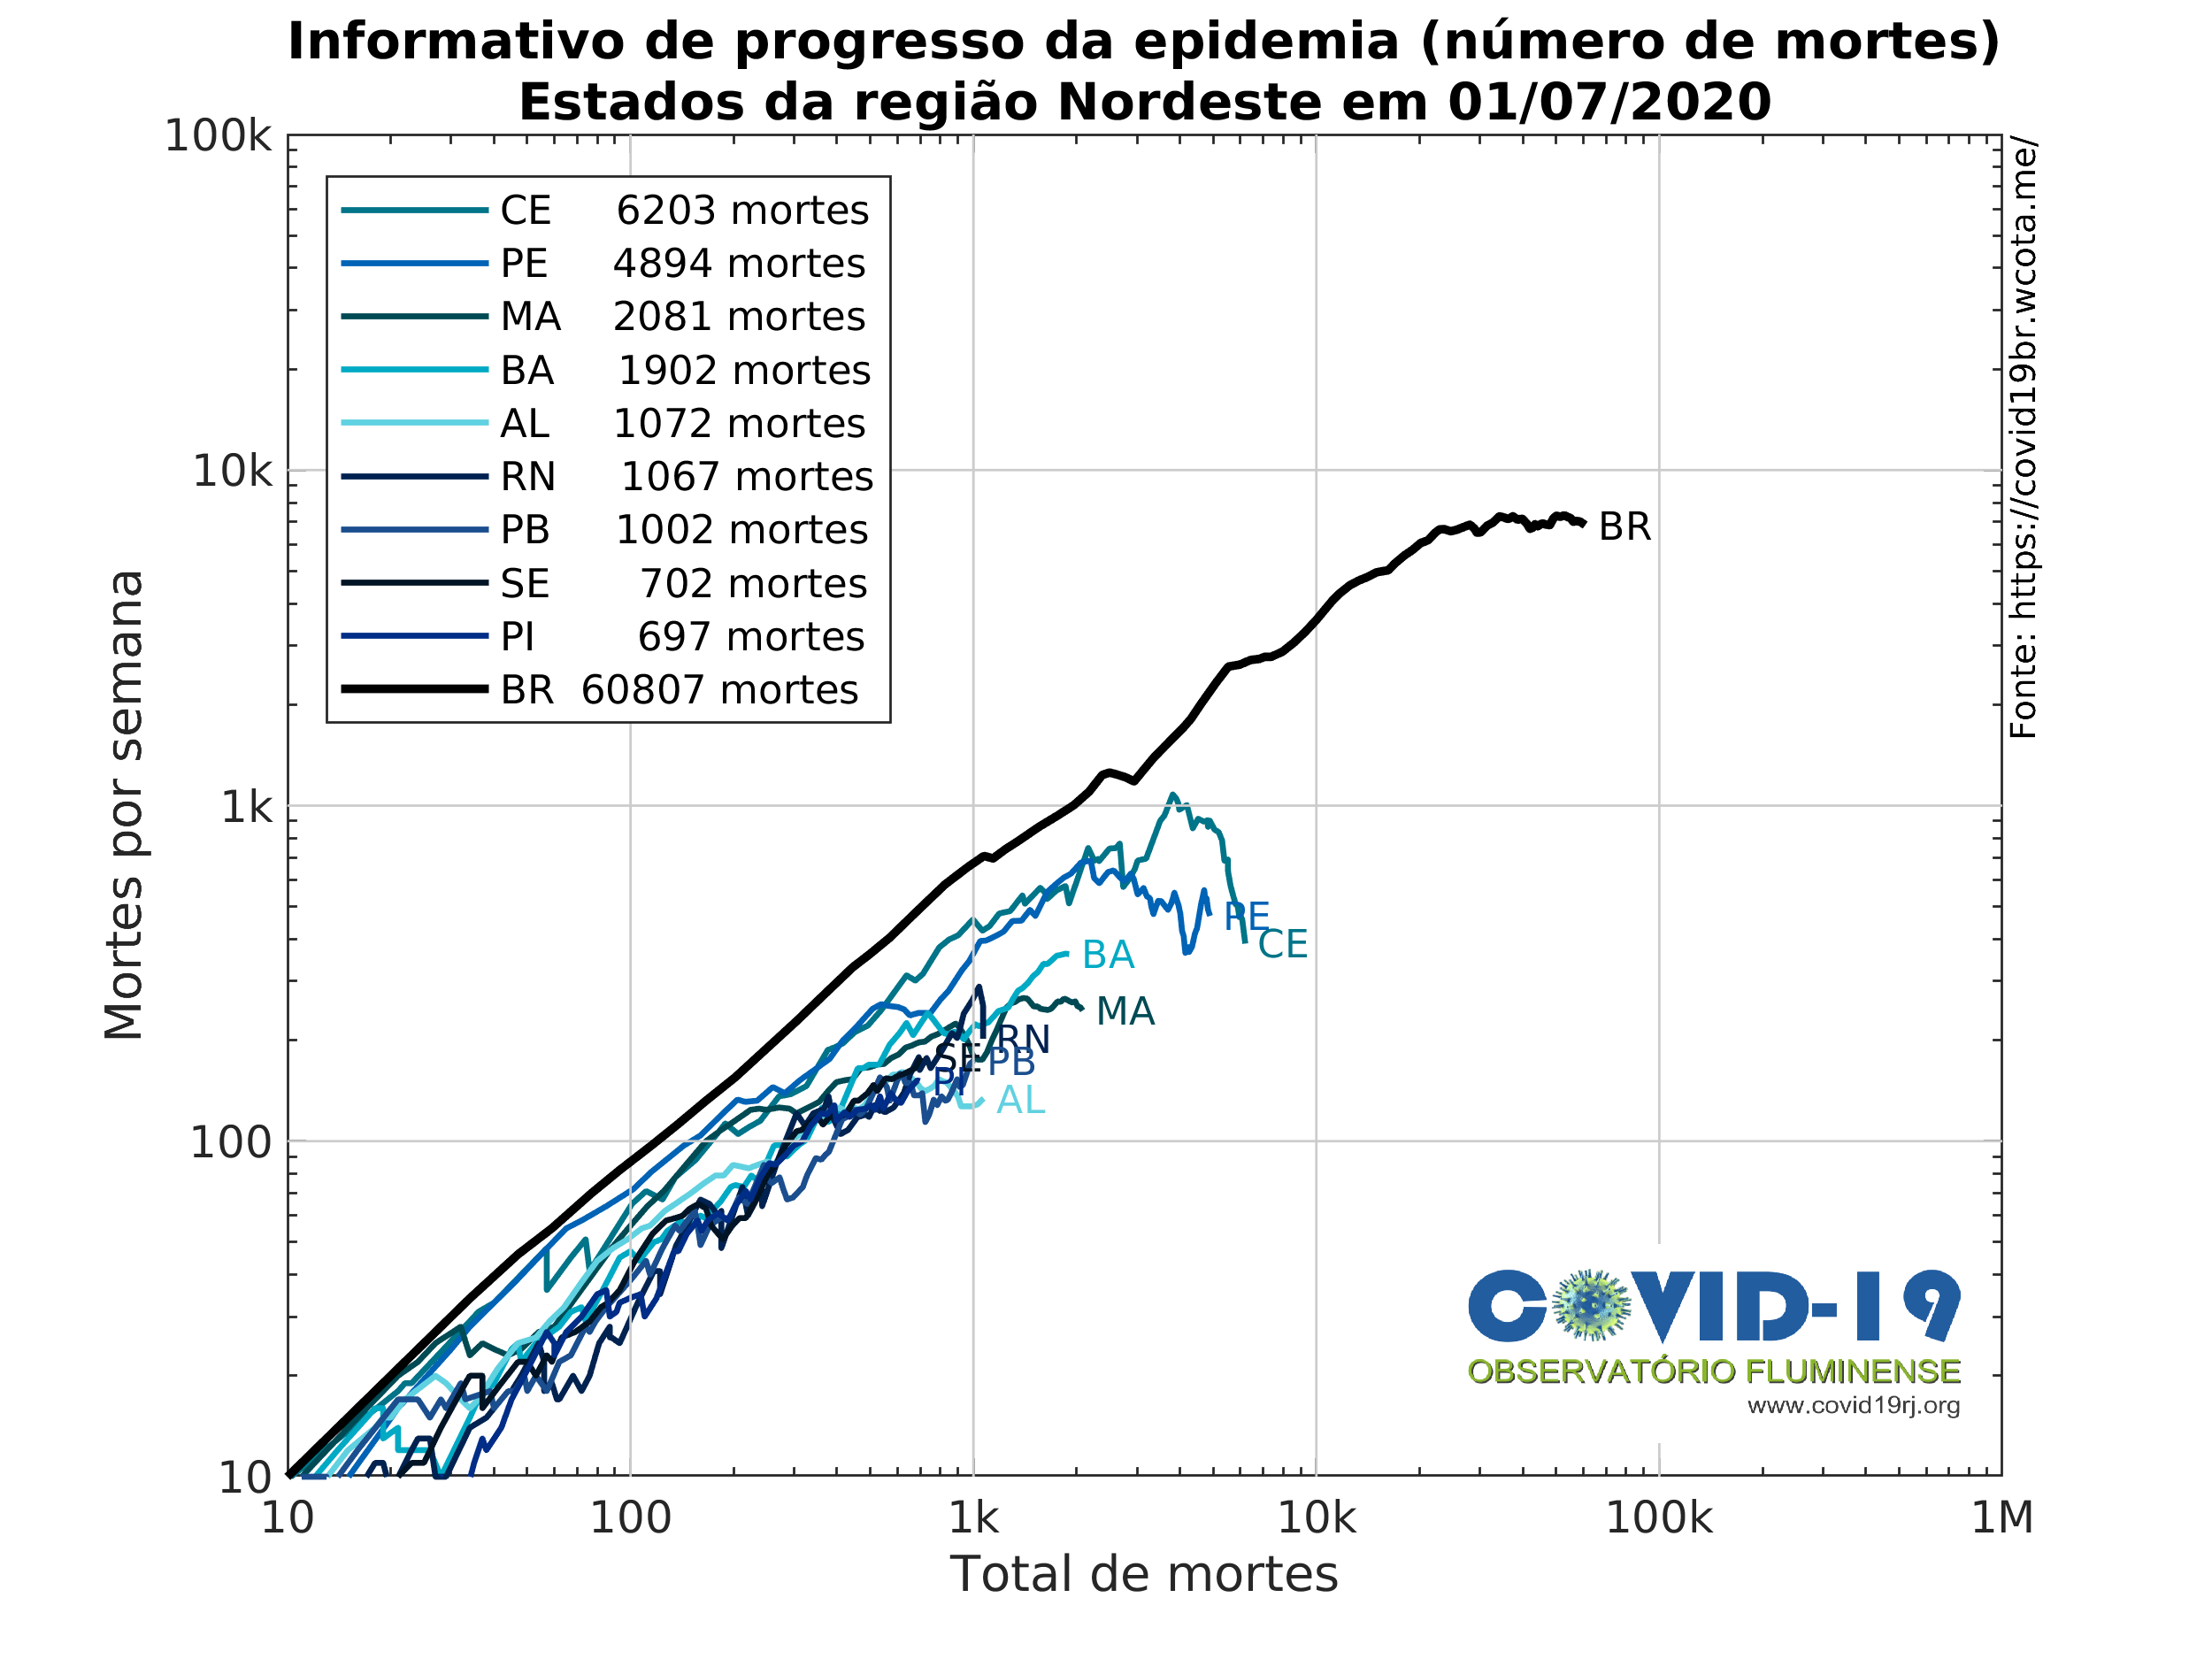 Informativo de progresso da epidemia (número de mortes)
Estados da região Nordeste em 01/07/2020
100k
10k
1k
100
10
Mortes por semana
CE 6203 mortes
PE 4894 mortes
MA 2081 mortes
BA 1902 mortes
AL 1072 mortes
RN 1067 mortes
PB 1002 mortes
SE 702 mortes
PI 697 mortes
BR 60807 mortes
Fonte: https://covid19br.wcota.me/
BR
PE
CE
BA
MA
RN
SE
PB
PI
AL
COVID-19
OBSERVATÓRIO FLUMINENSE
www.covid19rj.org
10
100
1k
10k
100k
1M
Total de mortes